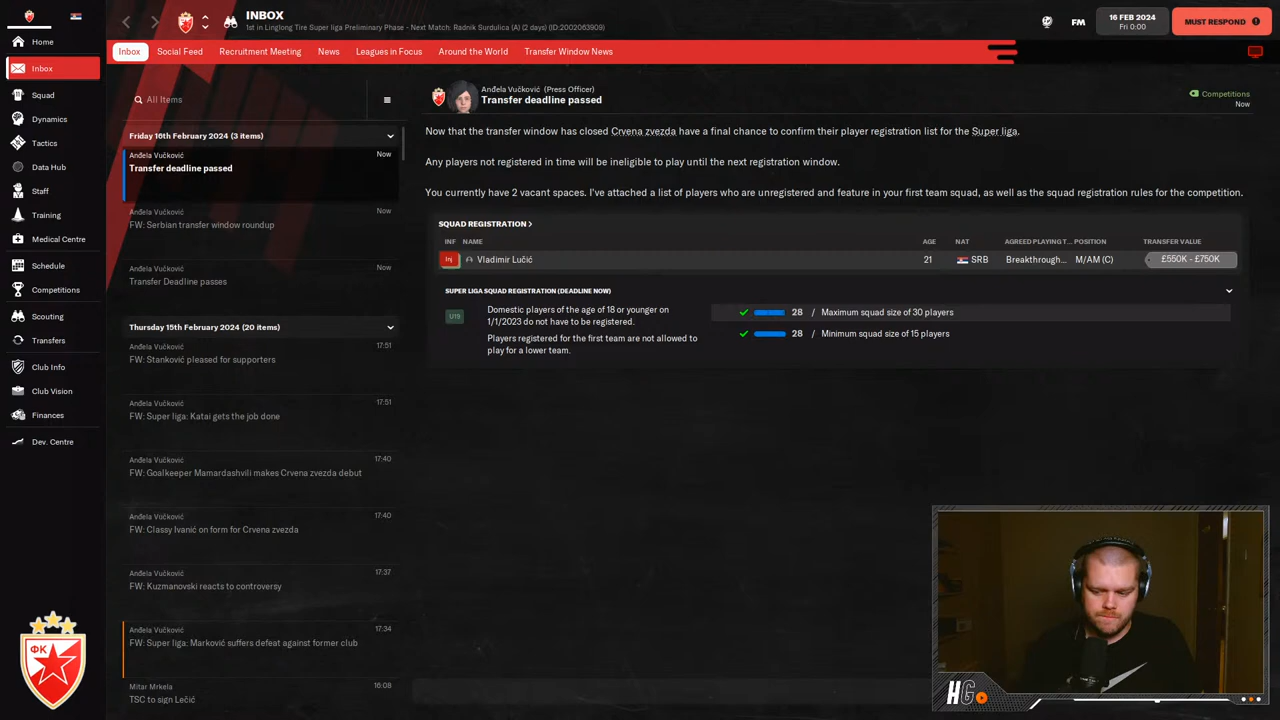 INBOX
1st in Linglong Tire Super liga Preliminary Phase - Next Match: Radnik Surdulica (A) (2 days) (ID:2002063909)
FM
16 FEB 2024
Fri 0:00
MUST RESPOND
Home
Inbox
Squad
Dynamics
Tactics
Data Hub
Staff
Training
Medical Centre
Schedule
Competitions
Scouting
Transfers
Club Info
Club Vision
Finances
Dev. Centre
ФК
Inbox
Social Feed
Recruitment Meeting
News
Leagues in Focus
Around the World
Transfer Window News
All Items
Friday 16th February 2024 (3 items)
Anđela Vučković
Now
Transfer deadline passed
Anđela Vučković
Now
FW: Serbian transfer window roundup
Anđela Vučković
Now
Transfer Deadline passes
Thursday 15th February 2024 (20 items)
Anđela Vučković
17:51
FW: Stanković pleased for supporters
Anđela Vučković
17:51
FW: Super liga: Katai gets the job done
Anđela Vučković
17:40
FW: Goalkeeper Mamardashvili makes Crvena zvezda debut
Anđela Vučković
17:40
FW: Classy Ivanić on form for Crvena zvezda
Anđela Vučković
17:37
FW: Kuzmanovski reacts to controversy
Anđela Vučković
17:34
FW: Super liga: Marković suffers defeat against former club
Mitar Mrkela
16:08
TSC to sign Lečić
Anđela Vučković (Press Officer)
Transfer deadline passed
Competitions
Now
Now that the transfer window has closed Crvena zvezda have a final chance to confirm their player registration list for the Super liga.
Any players not registered in time will be ineligible to play until the next registration window.
You currently have 2 vacant spaces. I've attached a list of players who are unregistered and feature in your first team squad, as well as the squad registration rules for the competition.
SQUAD REGISTRATION >
INF NAME AGE NAT AGREED PLAYING T... POSITION TRANSFER VALUE
Inj Vladimir Lučić 21 SRB Breakthrough... M/AM (C) £550K - £750K
SUPER LIGA SQUAD REGISTRATION (DEADLINE NOW)
U19
Domestic players of the age of 18 or younger on
1/1/2023 do not have to be registered.
Players registered for the first team are not allowed to
play for a lower team.
28 / Maximum squad size of 30 players
28 / Minimum squad size of 15 players
HG